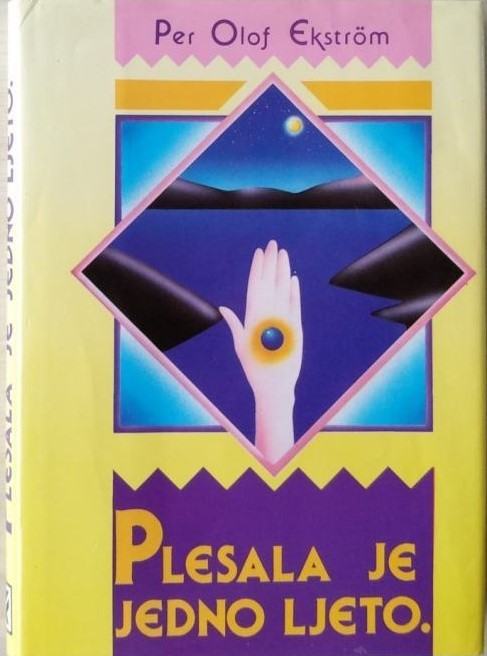 Per Olof Ekström
PLESALA JE
JEDNO LJETO.
PLESALA JE JEDNO LJETO.